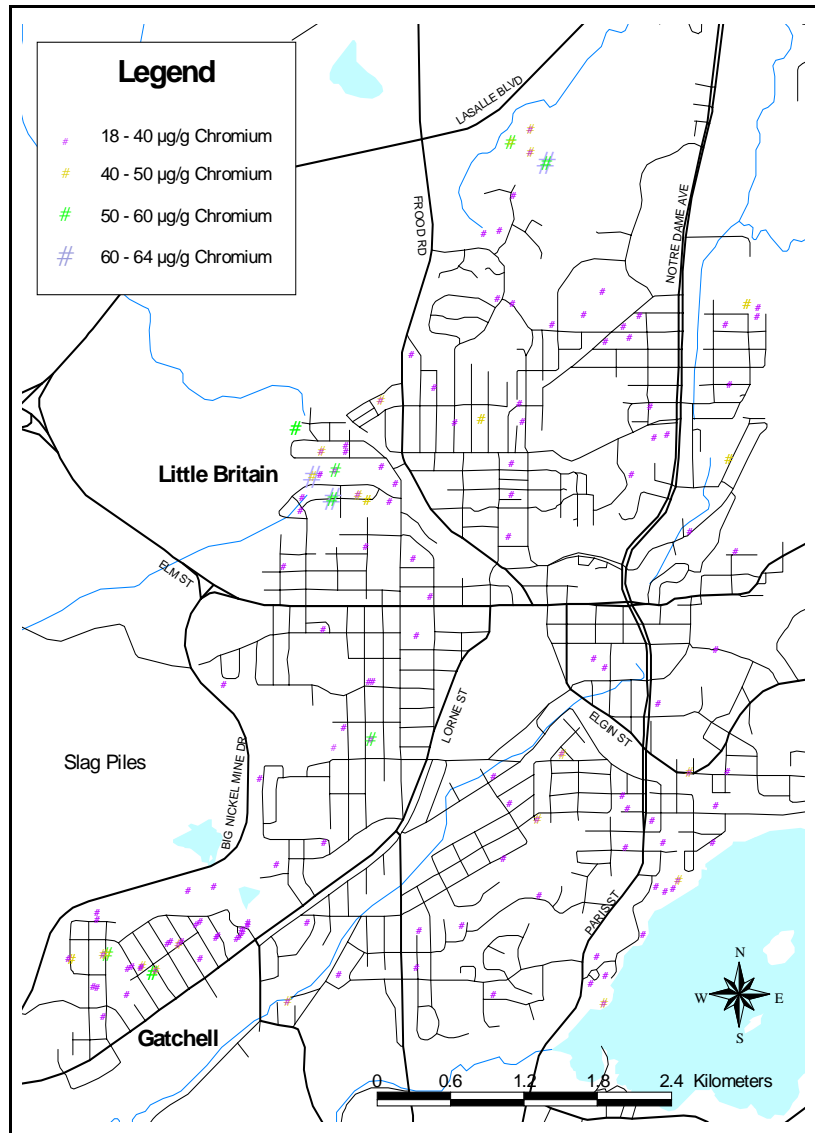 Legend
18 - 40 µg/g Chromium
40 - 50 µg/g Chromium
50 - 60 µg/g Chromium
60 - 64 µg/g Chromium
LASALLE BLVD
FROOD RD
NOTRE DAME AVE
Little Britain
ELM ST
LORNE ST
ELGIN ST
Slag Piles
BIG NICKEL MINE DR
PARIS ST
N
W E
S
Gatchell
0 0.6 1.2 1.8 2.4 Kilometers